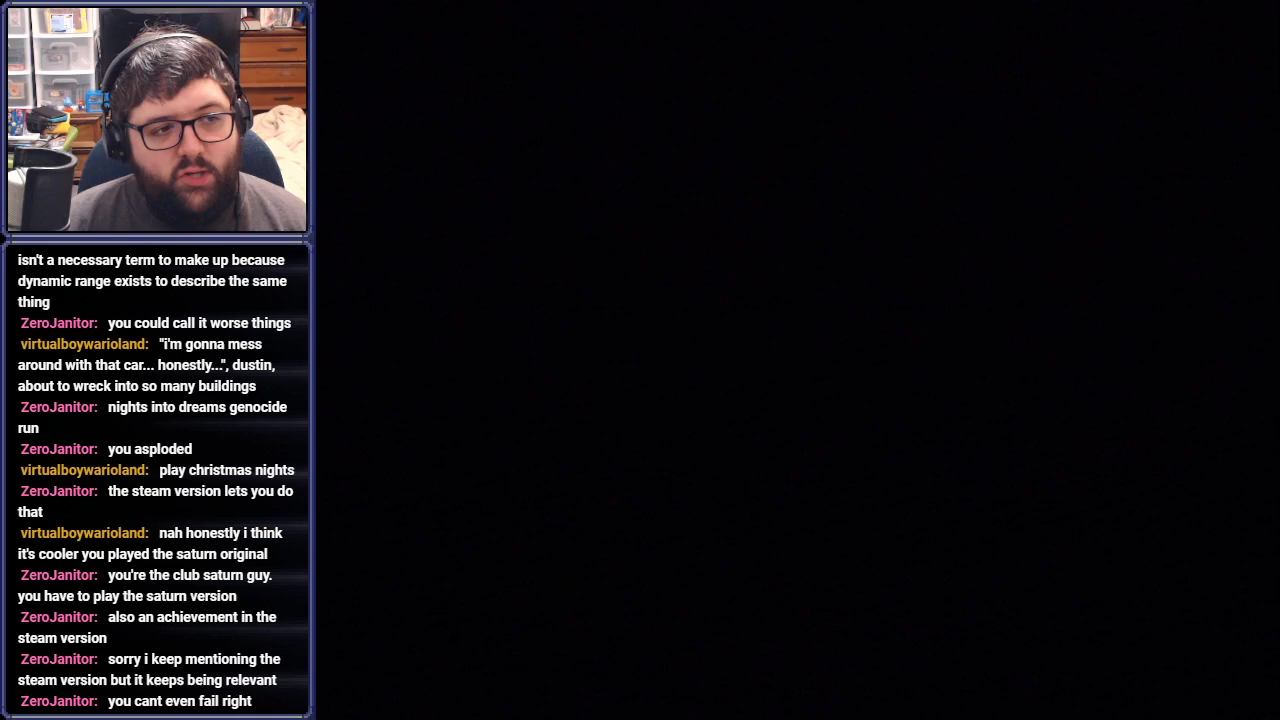 isn't a necessary term to make up because
dynamic range exists to describe the same
thing
ZeroJanitor: you could call it worse things
virtualboywarioland: "i'm gonna mess
around with that car... honestly...", dustin,
about to wreck into so many buildings
ZeroJanitor: nights into dreams genocide
run
ZeroJanitor: you asploded
virtualboywarioland: play christmas nights
ZeroJanitor: the steam version lets you do
that
virtualboywarioland: nah honestly i think
it's cooler you played the saturn original
ZeroJanitor: you're the club saturn guy.
you have to play the saturn version
ZeroJanitor: also an achievement in the
steam version
ZeroJanitor: sorry i keep mentioning the
steam version but it keeps being relevant
ZeroJanitor: you cant even fail right